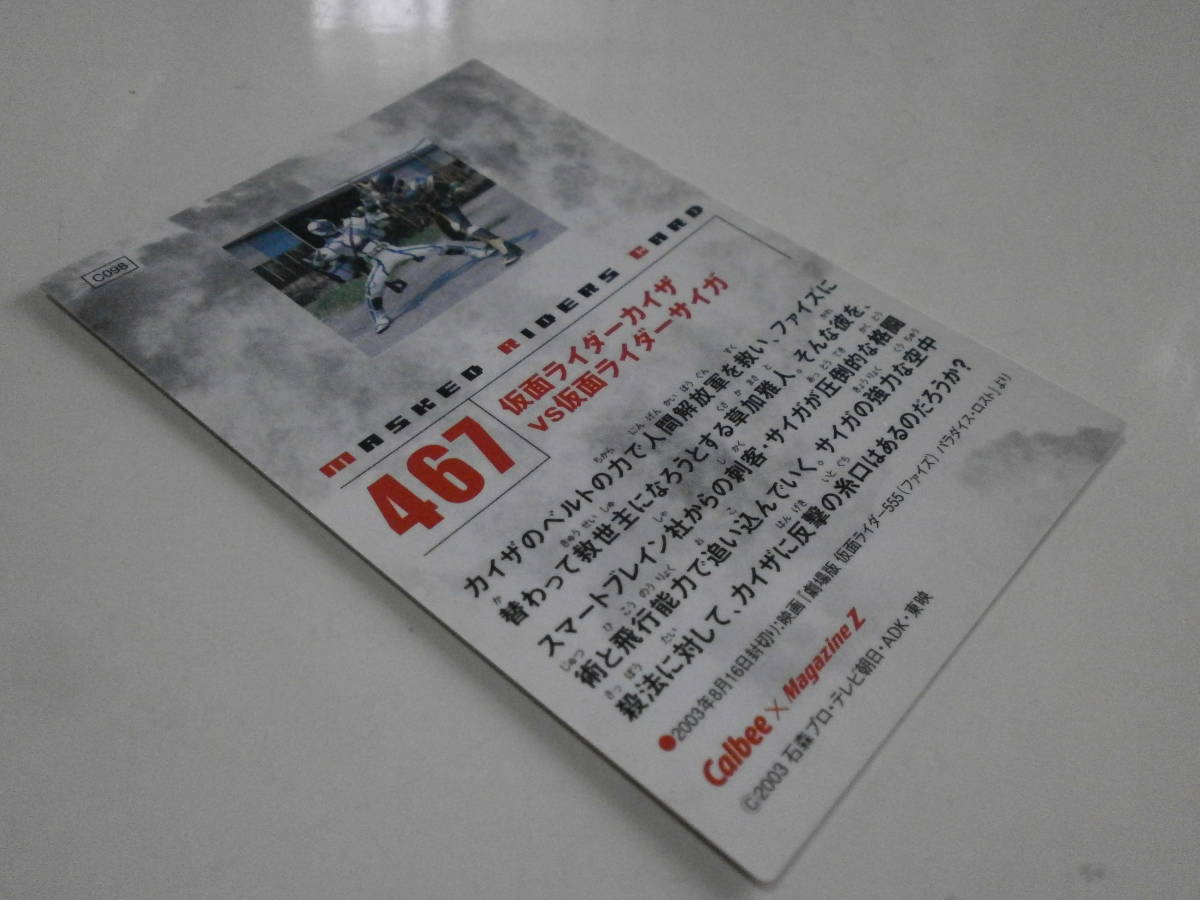 C098
MASKED RIDERS CARD
467
仮面ライダーカイザ
VS仮面ライダーサイガ
カイザのベルトの力で人間解放軍を救い、ファイズに
替わって救世主になろうとする草加雅人。そんな彼を、
スマートブレイン社からの刺客・サイガが圧倒的な格闘
術と飛行能力で追い込んでいく。サイガの強力な空中
殺法に対して、カイザに反撃の糸口はあるのだろうか?
●2003年8月16日封切り:映画『劇場版 仮面ライダー555(ファイズ) パラダイス・ロスト』より
Calbee × Magazine Z
©2003 石森プロ・テレビ朝日・ADK・東映